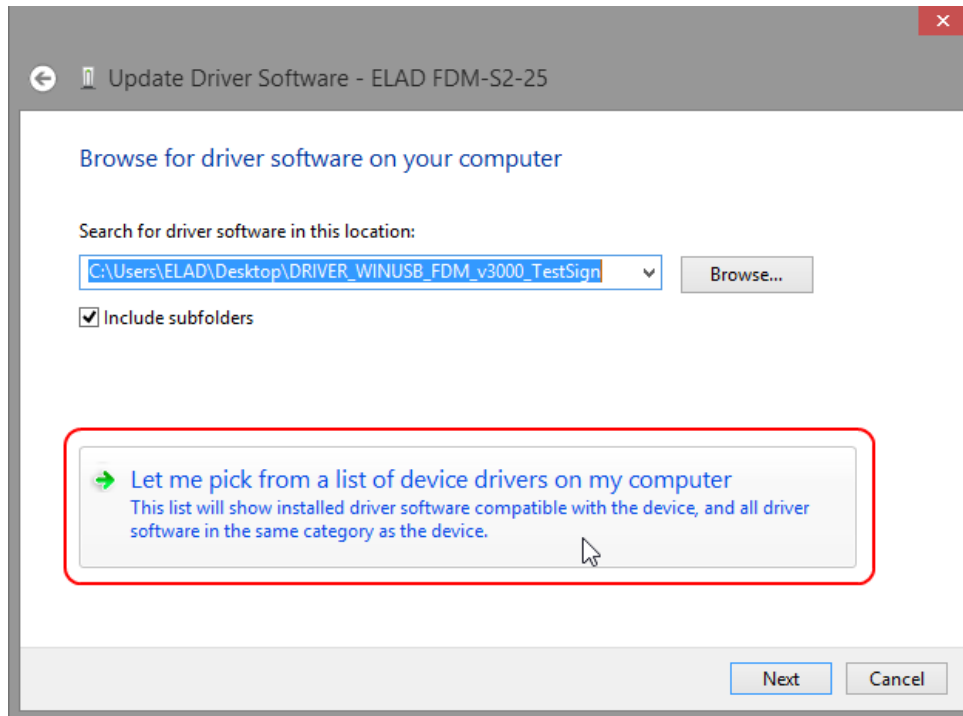 Update Driver Software - ELAD FDM-S2-25
Browse for driver software on your computer
Search for driver software in this location:
C:\Users\ELAD\Desktop\DRIVER_WINUSB_FDM_v3000_TestSign
Browse...
Include subfolders
Let me pick from a list of device drivers on my computer
This list will show installed driver software compatible with the device, and all driver
software in the same category as the device.
Next Cancel